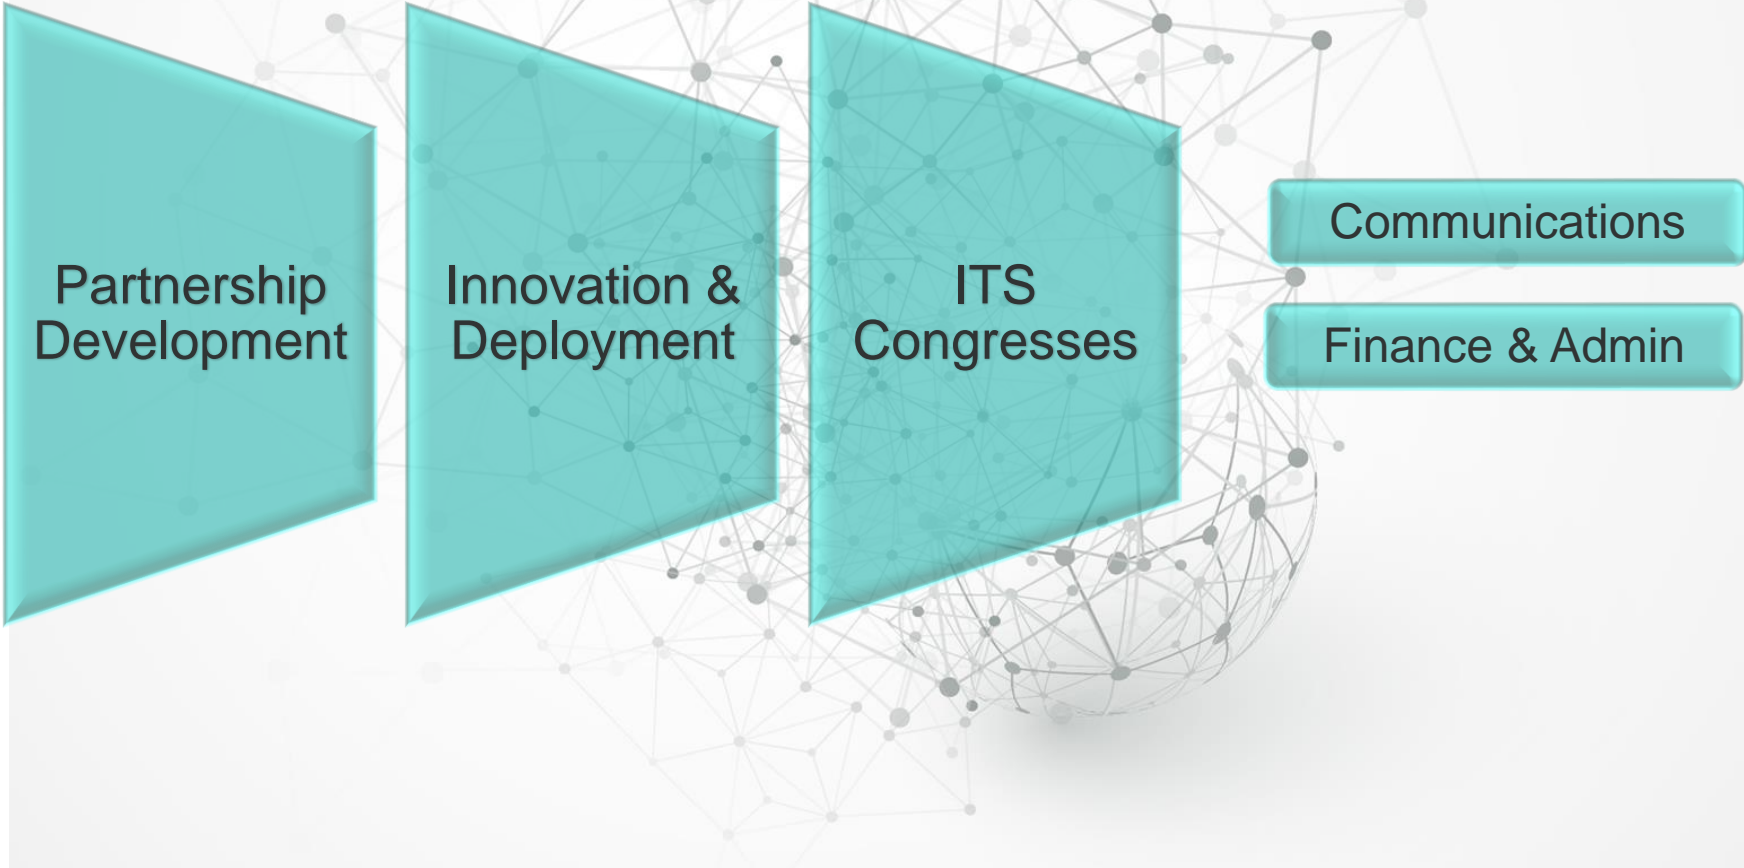 Partnership
Development
Innovation &
Deployment
ITS
Congresses
Communications
Finance & Admin